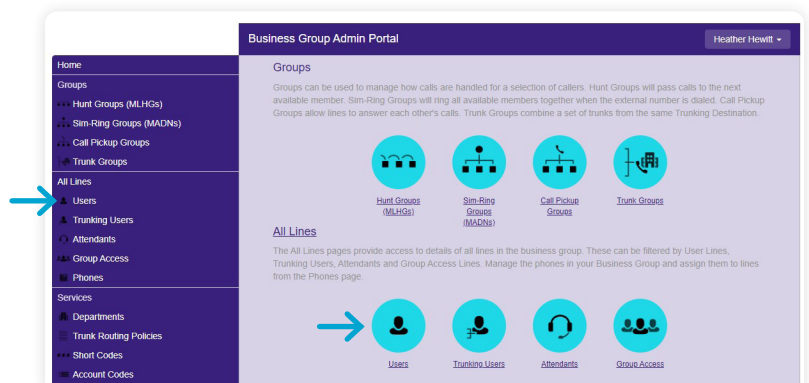 Business Group Admin Portal
Heather Hewitt
Home
Groups
Hunt Groups (MLHGs)
Sim-Ring Groups (MADNs)
Call Pickup Groups
Trunk Groups
All Lines
Users
Trunking Users
Attendants
Group Access
Phones
Services
Departments
Trunk Routing Policies
Short Codes
Account Codes
Groups
Groups can be used to manage how calls are handled for a selection of callers. Hunt Groups will pass calls to the next
available member. Sim-Ring Groups will ring all available members together when the external number is dialed. Call Pickup
Groups allow lines to answer each other's calls. Trunk Groups combine a set of trunks from the same Trunking Destination.
Hunt Groups
(MLHGs)
Sim-Ring
Groups
(MADNs)
Call Pickup
Groups
Trunk Groups
All Lines
The All Lines pages provide access to details of all lines in the business group. These can be filtered by User Lines,
Trunking Users, Attendants and Group Access Lines. Manage the phones in your Business Group and assign them to lines
from the Phones page.
Users
Trunking Users
Attendants
Group Access